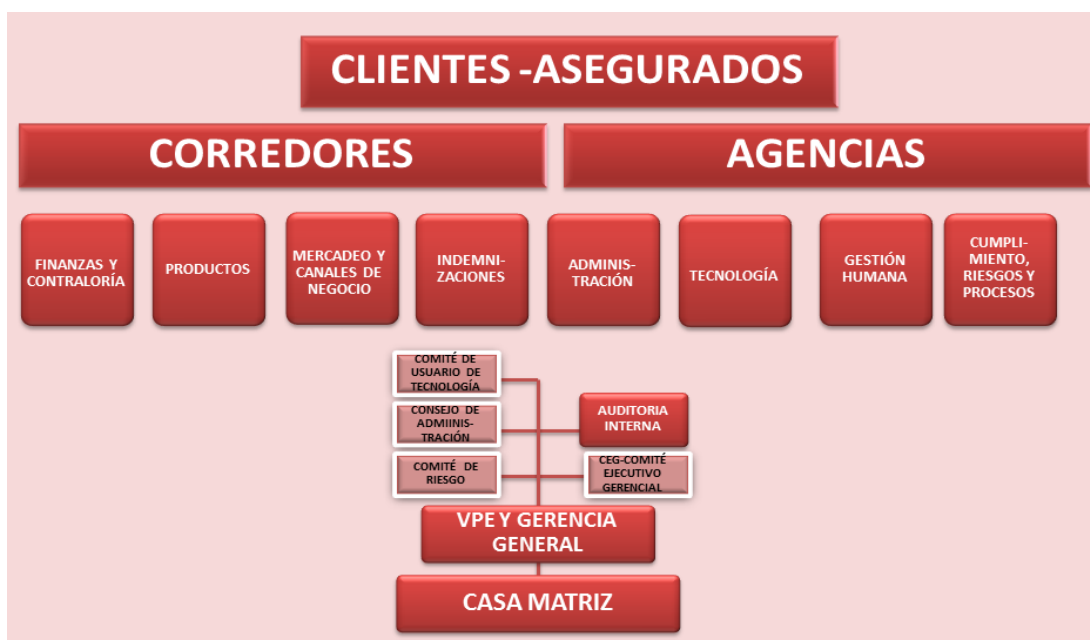 CLIENTES -ASEGURADOS
CORREDORES
AGENCIAS
FINANZAS Y
CONTRALORÍA
PRODUCTOS
MERCADEO Y
CANALES DE
NEGOCIO
INDEMNI-
ZACIONES
ADMINIS-
TRACIÓN
TECNOLOGÍA
GESTIÓN
HUMANA
CUMPLI-
MIENTO,
RIESGOS Y
PROCESOS
COMITÉ DE
USUARIO DE
TECNOLOGÍA
CONSEJO DE
ADMIINIS-
TRACIÓN
AUDITORIA
INTERNA
COMITÉ DE
RIESGO
CEG-COMITÉ
EJECUTIVO
GERENCIAL
VPE Y GERENCIA
GENERAL
CASA MATRIZ